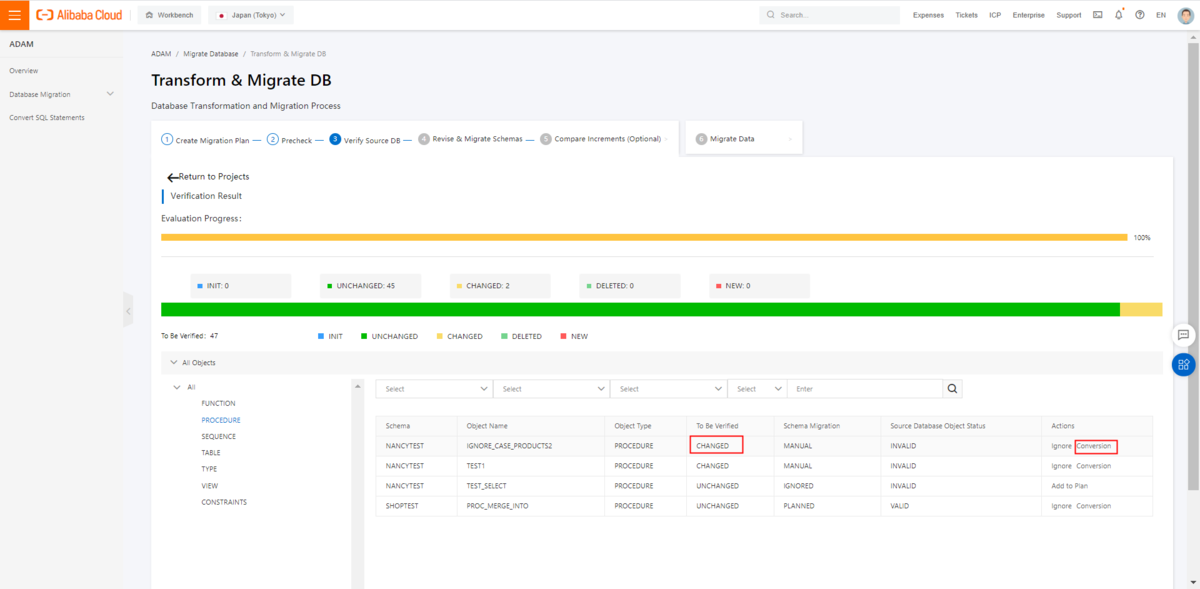 Alibaba Cloud Workbench Japan (Tokyo) Search... Expenses Tickets ICP Enterprise Support EN
ADAM
Overview
Database Migration
Convert SQL Statements
ADAM / Migrate Database / Transform & Migrate DB
Transform & Migrate DB
Database Transformation and Migration Process
1 Create Migration Plan 2 Precheck 3 Verify Source DB 4 Revise & Migrate Schemas 5 Compare Increments (Optional) 6 Migrate Data
Return to Projects
Verification Result
Evaluation Progress:
100%
INIT: 0 UNCHANGED: 45 CHANGED: 2 DELETED: 0 NEW: 0
To Be Verified: 47 INIT UNCHANGED CHANGED DELETED NEW
All Objects
All
FUNCTION
PROCEDURE
SEQUENCE
TABLE
TYPE
VIEW
CONSTRAINTS
Select Select Select Select Enter
Schema Object Name Object Type To Be Verified Schema Migration Source Database Object Status Actions
NANCYTEST IGNORE_CASE_PRODUCTS2 PROCEDURE CHANGED MANUAL INVALID Ignore Conversion
NANCYTEST TEST1 PROCEDURE CHANGED MANUAL INVALID Ignore Conversion
NANCYTEST TEST_SELECT PROCEDURE UNCHANGED IGNORED INVALID Add to Plan
SHOPTEST PROC_MERGE_INTO PROCEDURE UNCHANGED PLANNED VALID Ignore Conversion